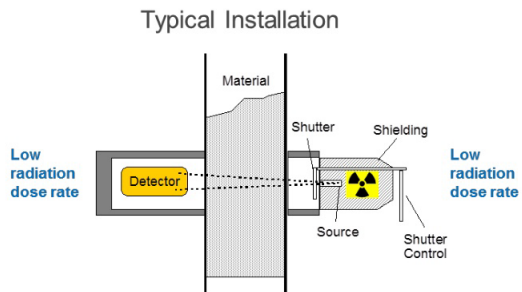 Typical Installation
Material
Shutter
Shielding
Low
radiation
dose rate
Detector
Low
radiation
dose rate
Source
Shutter
Control